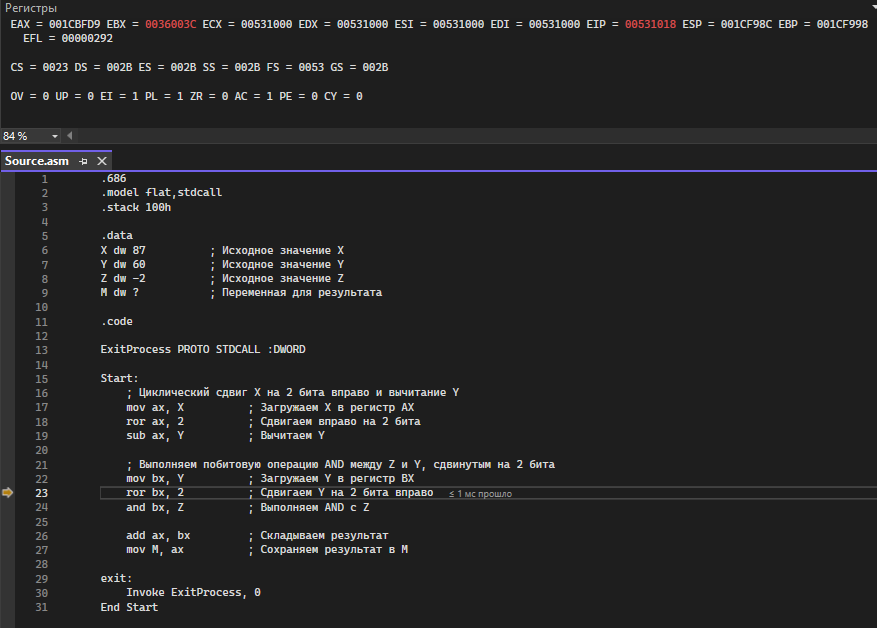 Регистры
EAX = 001CBFD9 EBX = 0036003C ECX = 00531000 EDX = 00531000 ESI = 00531000 EDI = 00531000 EIP = 00531018 ESP = 001CF98C EBP = 001CF998
EFL = 00000292
CS = 0023 DS = 002B ES = 002B SS = 002B FS = 0053 GS = 002B
OV = 0 UP = 0 EI = 1 PL = 1 ZR = 0 AC = 1 PE = 0 CY = 0
84 %
Source.asm
1 .686
2 .model flat,stdcall
3 .stack 100h
4
5 .data
6 X dw 87 ; Исходное значение X
7 Y dw 60 ; Исходное значение Y
8 Z dw -2 ; Исходное значение Z
9 M dw ? ; Переменная для результата
10
11 .code
12
13 ExitProcess PROTO STDCALL :DWORD
14
15 Start:
16 ; Циклический сдвиг X на 2 бита вправо и вычитание Y
17 mov ax, X ; Загружаем X в регистр AX
18 ror ax, 2 ; Сдвигаем вправо на 2 бита
19 sub ax, Y ; Вычитаем Y
20
21 ; Выполняем побитовую операцию AND между Z и Y, сдвинутым на 2 бита
22 mov bx, Y ; Загружаем Y в регистр BX
23 ror bx, 2 ; Сдвигаем Y на 2 бита вправо ≤ 1 мс прошло
24 and bx, Z ; Выполняем AND с Z
25
26 add ax, bx ; Складываем результат
27 mov M, ax ; Сохраняем результат в M
28
29 exit:
30 Invoke ExitProcess, 0
31 End Start